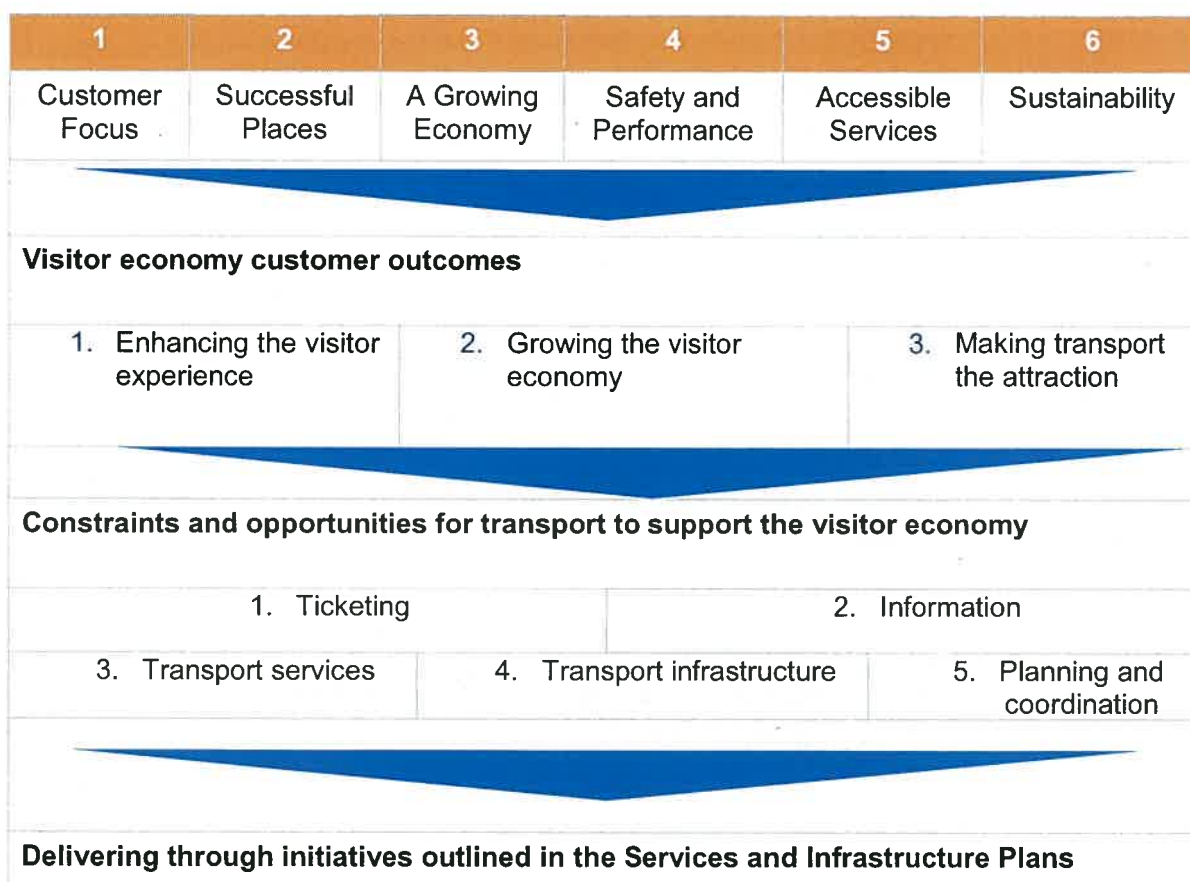 1 2 3 4 5 6
Customer Focus Successful Places A Growing Economy Safety and Performance Accessible Services Sustainability
Visitor economy customer outcomes
1. Enhancing the visitor experience
2. Growing the visitor economy
3. Making transport the attraction
Constraints and opportunities for transport to support the visitor economy
1. Ticketing
2. Information
3. Transport services
4. Transport infrastructure
5. Planning and coordination
Delivering through initiatives outlined in the Services and Infrastructure Plans